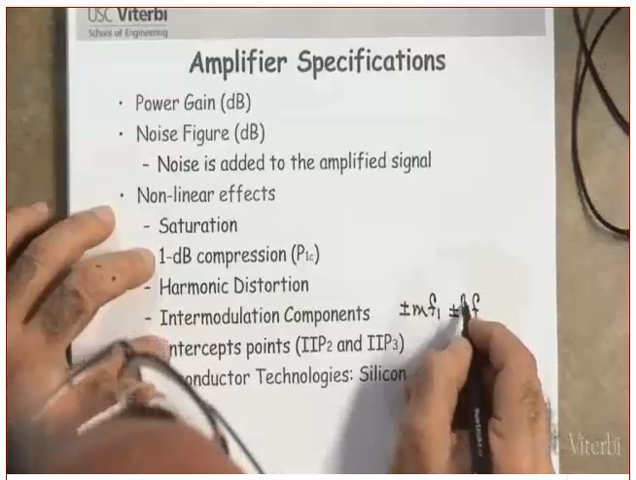 USC Viterbi
School of Engineering
Amplifier Specifications
· Power Gain (dB)
· Noise Figure (dB)
– Noise is added to the amplified signal
· Non-linear effects
– Saturation
1-dB compression (P1c)
– Harmonic Distortion
– Intermodulation Components ±mf1 ±
ntercepts points (IIP2 and IIP3)
onductor Technologies: Silicon
Viterbi